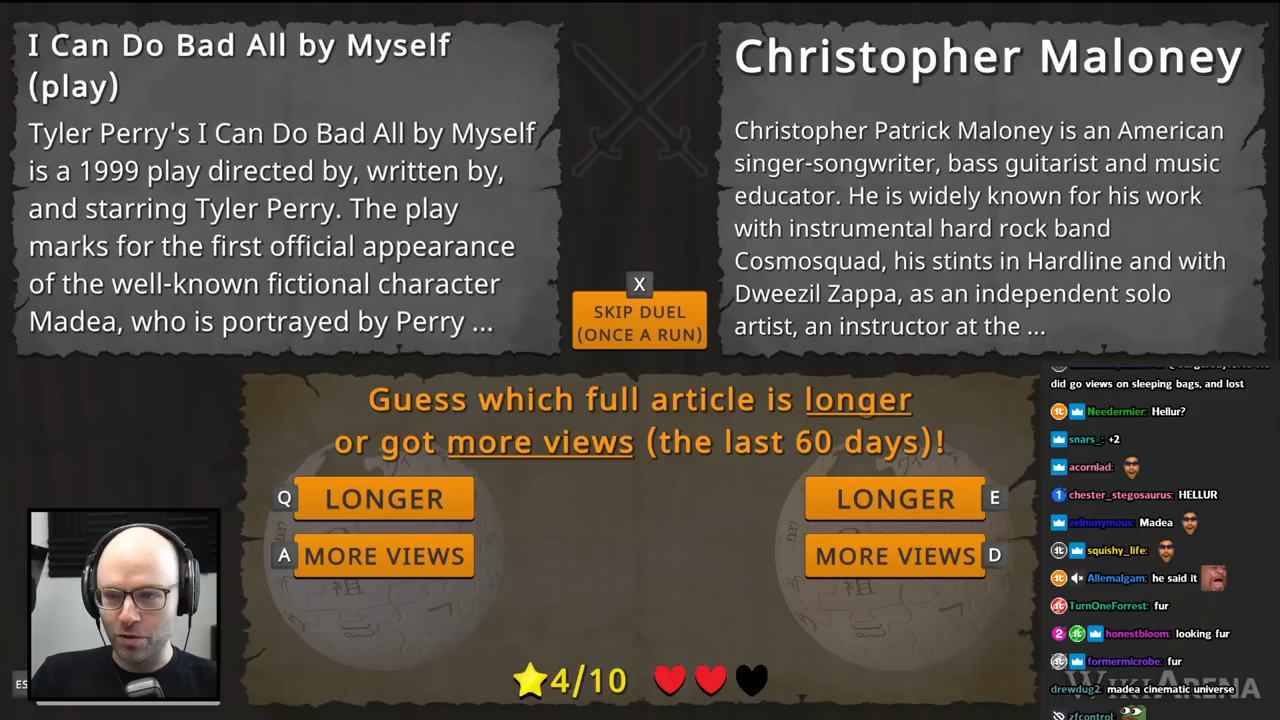 I Can Do Bad All by Myself
(play)
Tyler Perry's I Can Do Bad All by Myself
is a 1999 play directed by, written by,
and starring Tyler Perry. The play
marks for the first official appearance
of the well-known fictional character
Madea, who is portrayed by Perry ...
X
SKIP DUEL
(ONCE A RUN)
Christopher Maloney
Christopher Patrick Maloney is an American
singer-songwriter, bass guitarist and music
educator. He is widely known for his work
with instrumental hard rock band
Cosmosquad, his stints in Hardline and with
Dweezil Zappa, as an independent solo
artist, an instructor at the ...
Guess which full article is longer
or got more views (the last 60 days)!
Q LONGER
A MORE VIEWS
LONGER E
MORE VIEWS D
4/10
ES
did go views on sleeping bags, and lost
Needermier: Hellur?
snars_: +2
acornlad:
1 chester_stegosaurus: HELLUR
zelnonymous: Madea
squishy_life:
Allemalgam: he said it
TurnOneForrest: fur
2 honestbloom: looking fur
formermicrobe: fur
drewdug2: madea cinematic universe
zfcontrol:
WIKIARENA